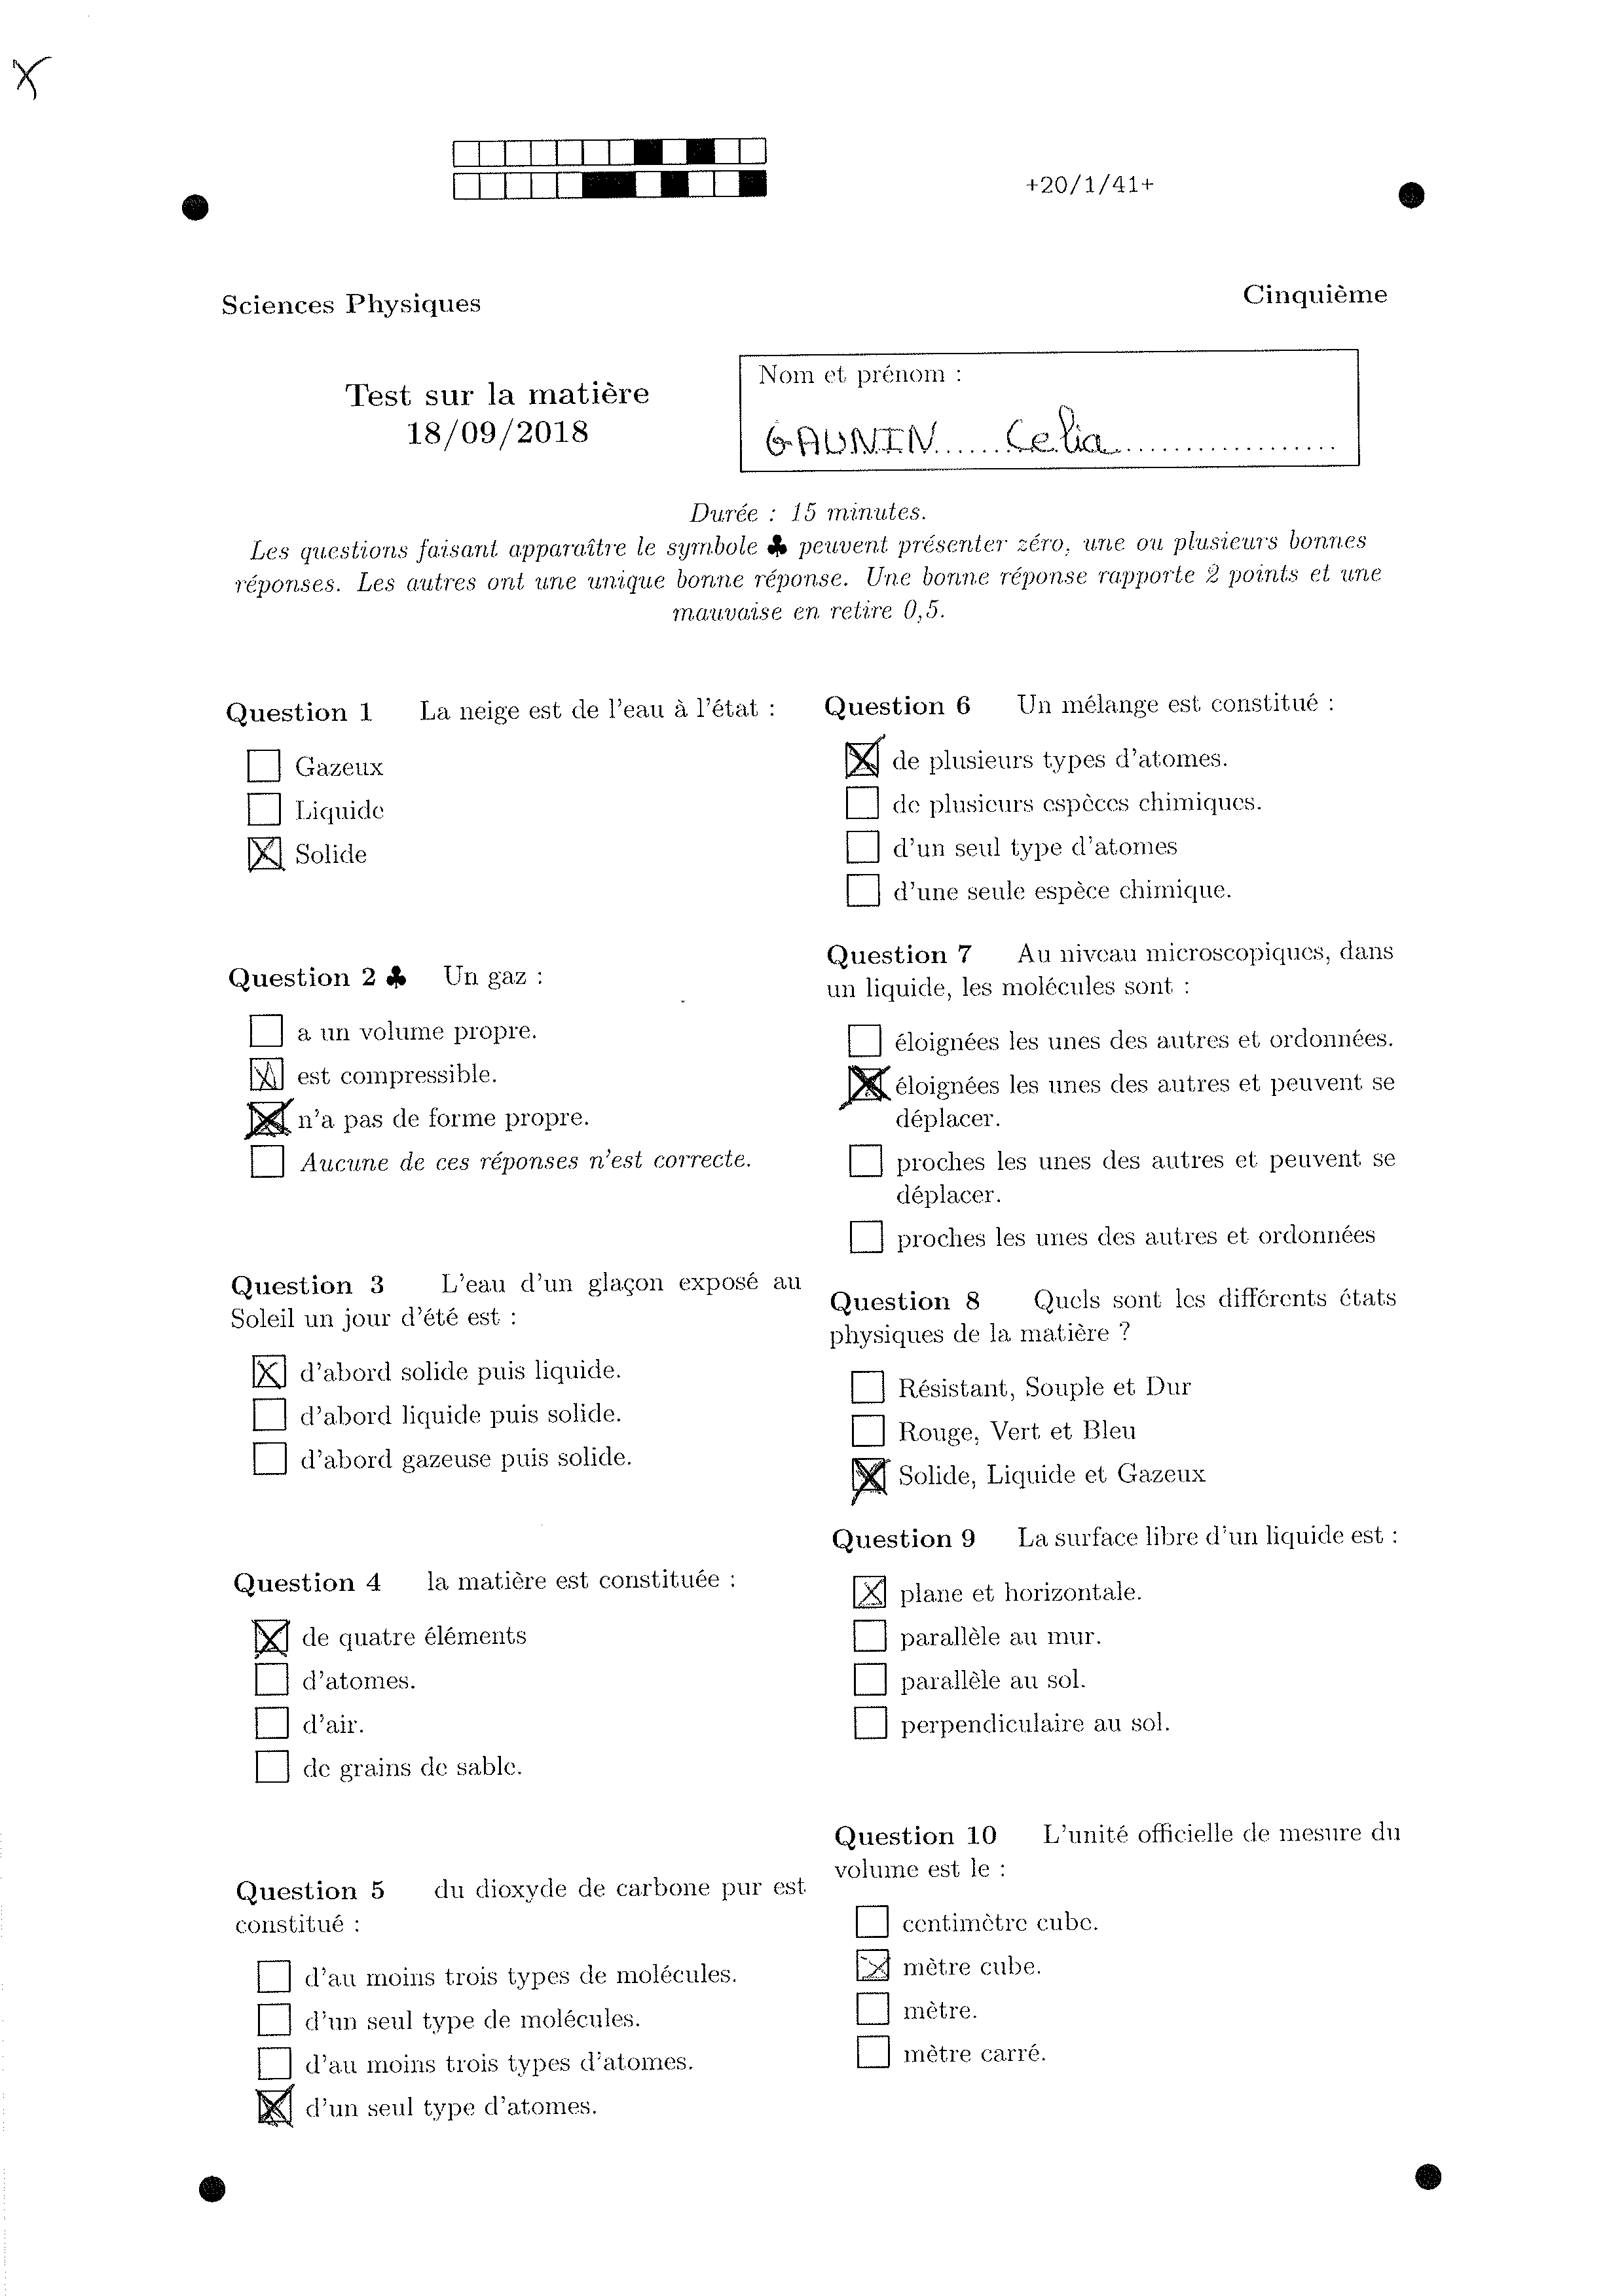 X
+20/1/41+
Sciences Physiques
Cinquième
Test sur la matière
18/09/2018
Nom et prénom :
GAUNIN Celia
Durée : 15 minutes.
Les questions faisant apparaître le symbole ♣ peuvent présenter zéro, une ou plusieurs bonnes
réponses. Les autres ont une unique bonne réponse. Une bonne réponse rapporte 2 points et une
mauvaise en retire 0,5.
Question 1 La neige est de l'eau à l'état :
Gazeux
Liquide
Solide
Question 2 ♣ Un gaz :
a un volume propre.
est compressible.
n'a pas de forme propre.
Aucune de ces réponses n'est correcte.
Question 3 L'eau d'un glaçon exposé au
Soleil un jour d'été est :
d'abord solide puis liquide.
d'abord liquide puis solide.
d'abord gazeuse puis solide.
Question 4 la matière est constituée :
de quatre éléments
d'atomes.
d'air.
de grains de sable.
Question 5 du dioxyde de carbone pur est
constitué :
d'au moins trois types de molécules.
d'un seul type de molécules.
d'au moins trois types d'atomes.
d'un seul type d'atomes.
Question 6 Un mélange est constitué :
de plusieurs types d'atomes.
de plusieurs espèces chimiques.
d'un seul type d'atomes
d'une seule espèce chimique.
Question 7 Au niveau microscopiques, dans
un liquide, les molécules sont :
éloignées les unes des autres et ordonnées.
éloignées les unes des autres et peuvent se
déplacer.
proches les unes des autres et peuvent se
déplacer.
proches les unes des autres et ordonnées
Question 8 Quels sont les différents états
physiques de la matière ?
Résistant, Souple et Dur
Rouge, Vert et Bleu
Solide, Liquide et Gazeux
Question 9 La surface libre d'un liquide est :
plane et horizontale.
parallèle au mur.
parallèle au sol.
perpendiculaire au sol.
Question 10 L'unité officielle de mesure du
volume est le :
centimètre cube.
mètre cube.
mètre.
mètre carré.